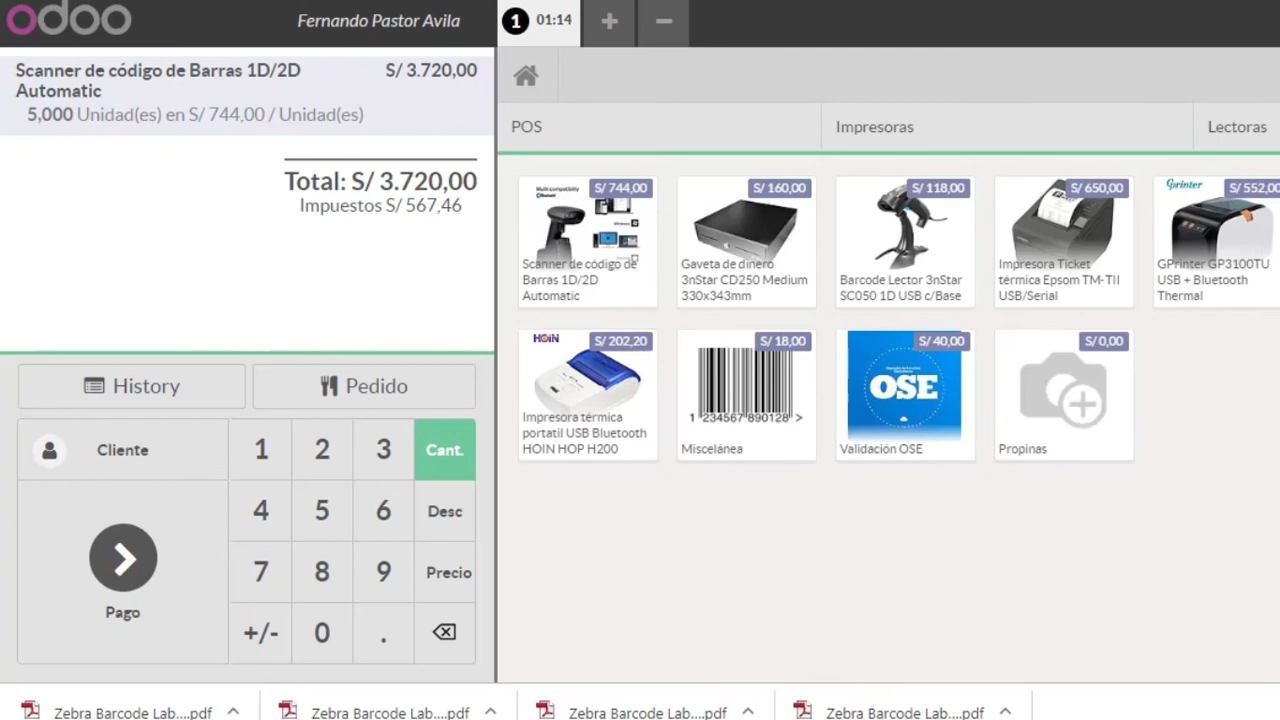 odoo
Fernando Pastor Avila
1 01:14
Scanner de código de Barras 1D/2D
Automatic
S/ 3.720,00
5,000 Unidad(es) en S/ 744,00 / Unidad(es)
Total: S/ 3.720,00
Impuestos S/ 567,46
History
Pedido
Cliente
Pago
1 2 3 Cant.
4 5 6 Desc
7 8 9 Precio
+/- 0 .
POS
Impresoras
Lectoras
Multi compatibility
S/ 744,00
Scanner de código de
Barras 1D/2D
Automatic
S/ 160,00
Gaveta de dinero
3nStar CD250 Medium
330x343mm
S/ 118,00
Barcode Lector 3nStar
SC050 1D USB c/Base
S/ 650,00
Impresora Ticket
térmica Epsom TM-TII
USB/Serial
Gprinter
S/ 552,00
GPrinter GP3100TU
USB + Bluetooth
Thermal
HOIN
S/ 202,20
Impresora térmica
portatil USB Bluetooth
HOIN HOP H200
S/ 18,00
1 234567 890128 >
Miscelánea
S/ 40,00
OSE
Validación OSE
S/ 0,00
Propinas
Zebra Barcode Lab....pdf
Zebra Barcode Lab....pdf
Zebra Barcode Lab....pdf
Zebra Barcode Lab....pdf